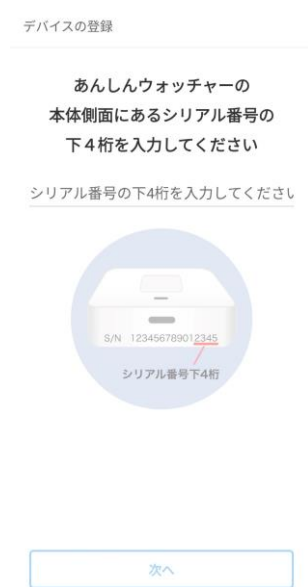 デバイスの登録
あんしんウォッチャーの
本体側面にあるシリアル番号の
下４桁を入力してください
シリアル番号の下4桁を入力してください
S/N 123456789012345
シリアル番号下4桁
次へ